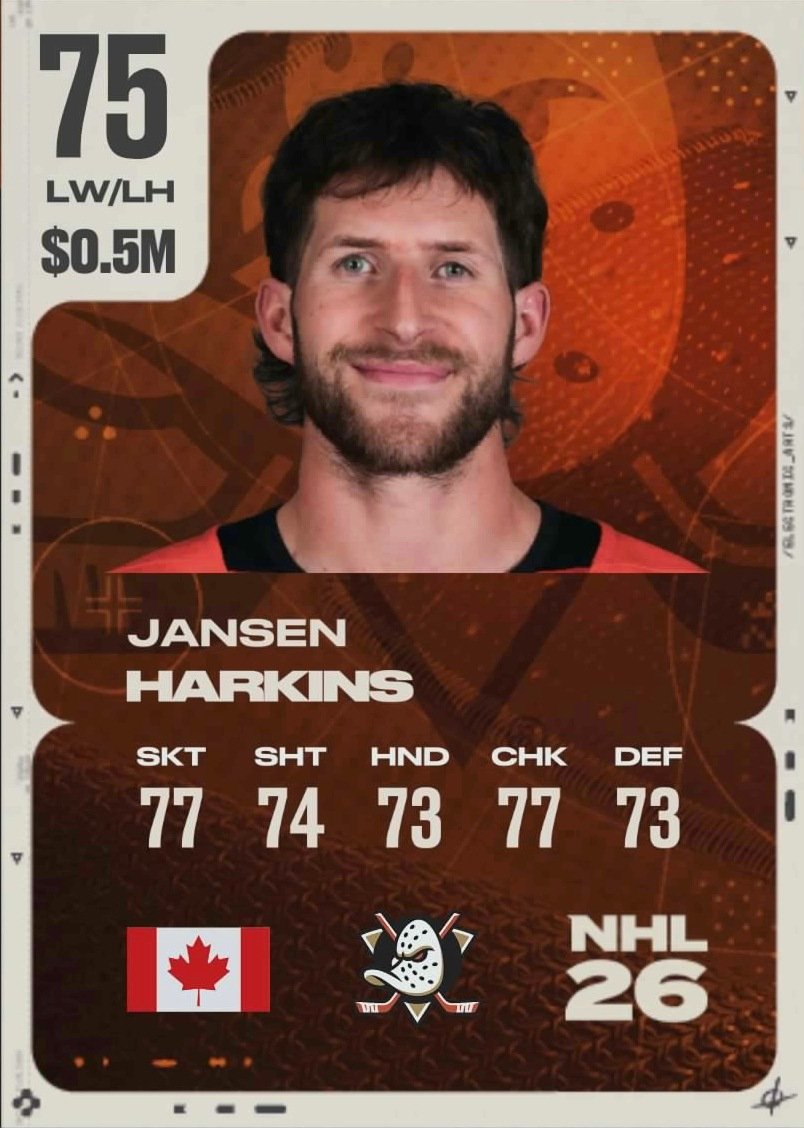 75
LW/LH
$0.5M
JANSEN
HARKINS
SKT SHT HND CHK DEF
77 74 73 77 73
NHL
26